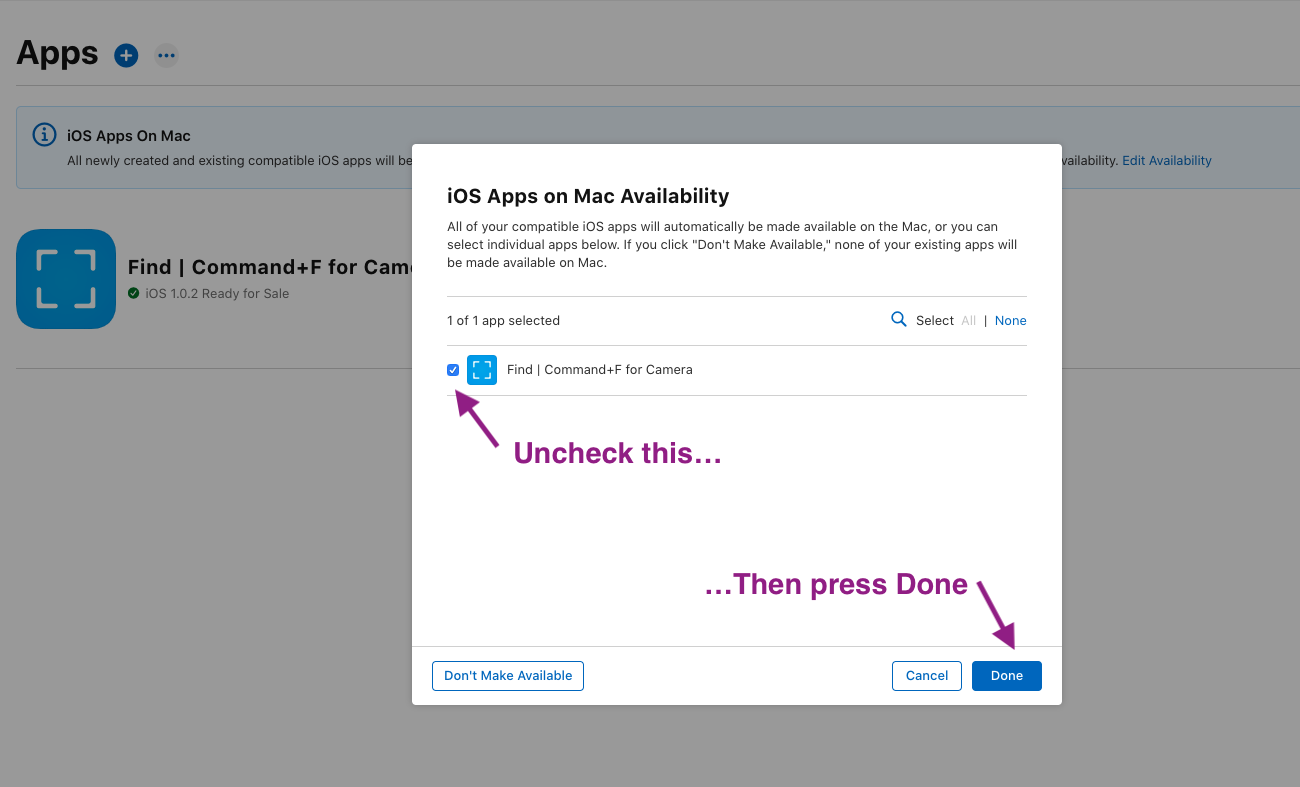 Apps
iOS Apps On Mac
All newly created and existing compatible iOS apps will be
vailability. Edit Availability
Find | Command+F for Came
iOS 1.0.2 Ready for Sale
iOS Apps on Mac Availability
All of your compatible iOS apps will automatically be made available on the Mac, or you can
select individual apps below. If you click "Don't Make Available," none of your existing apps will
be made available on Mac.
1 of 1 app selected
Select All | None
Find | Command+F for Camera
Uncheck this...
...Then press Done
Don't Make Available
Cancel
Done